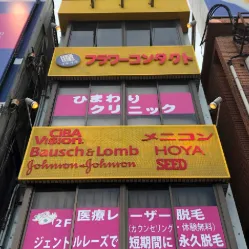 フラワーコンタクト
ひまわり
クリニック
CIBA Vision メニコン
Bausch & Lomb HOYA
Johnson & Johnson SEED
2F 医療レーザー脱毛
(カウンセリング・体験無料)
ジェントルレーズで短期間に永久脱毛